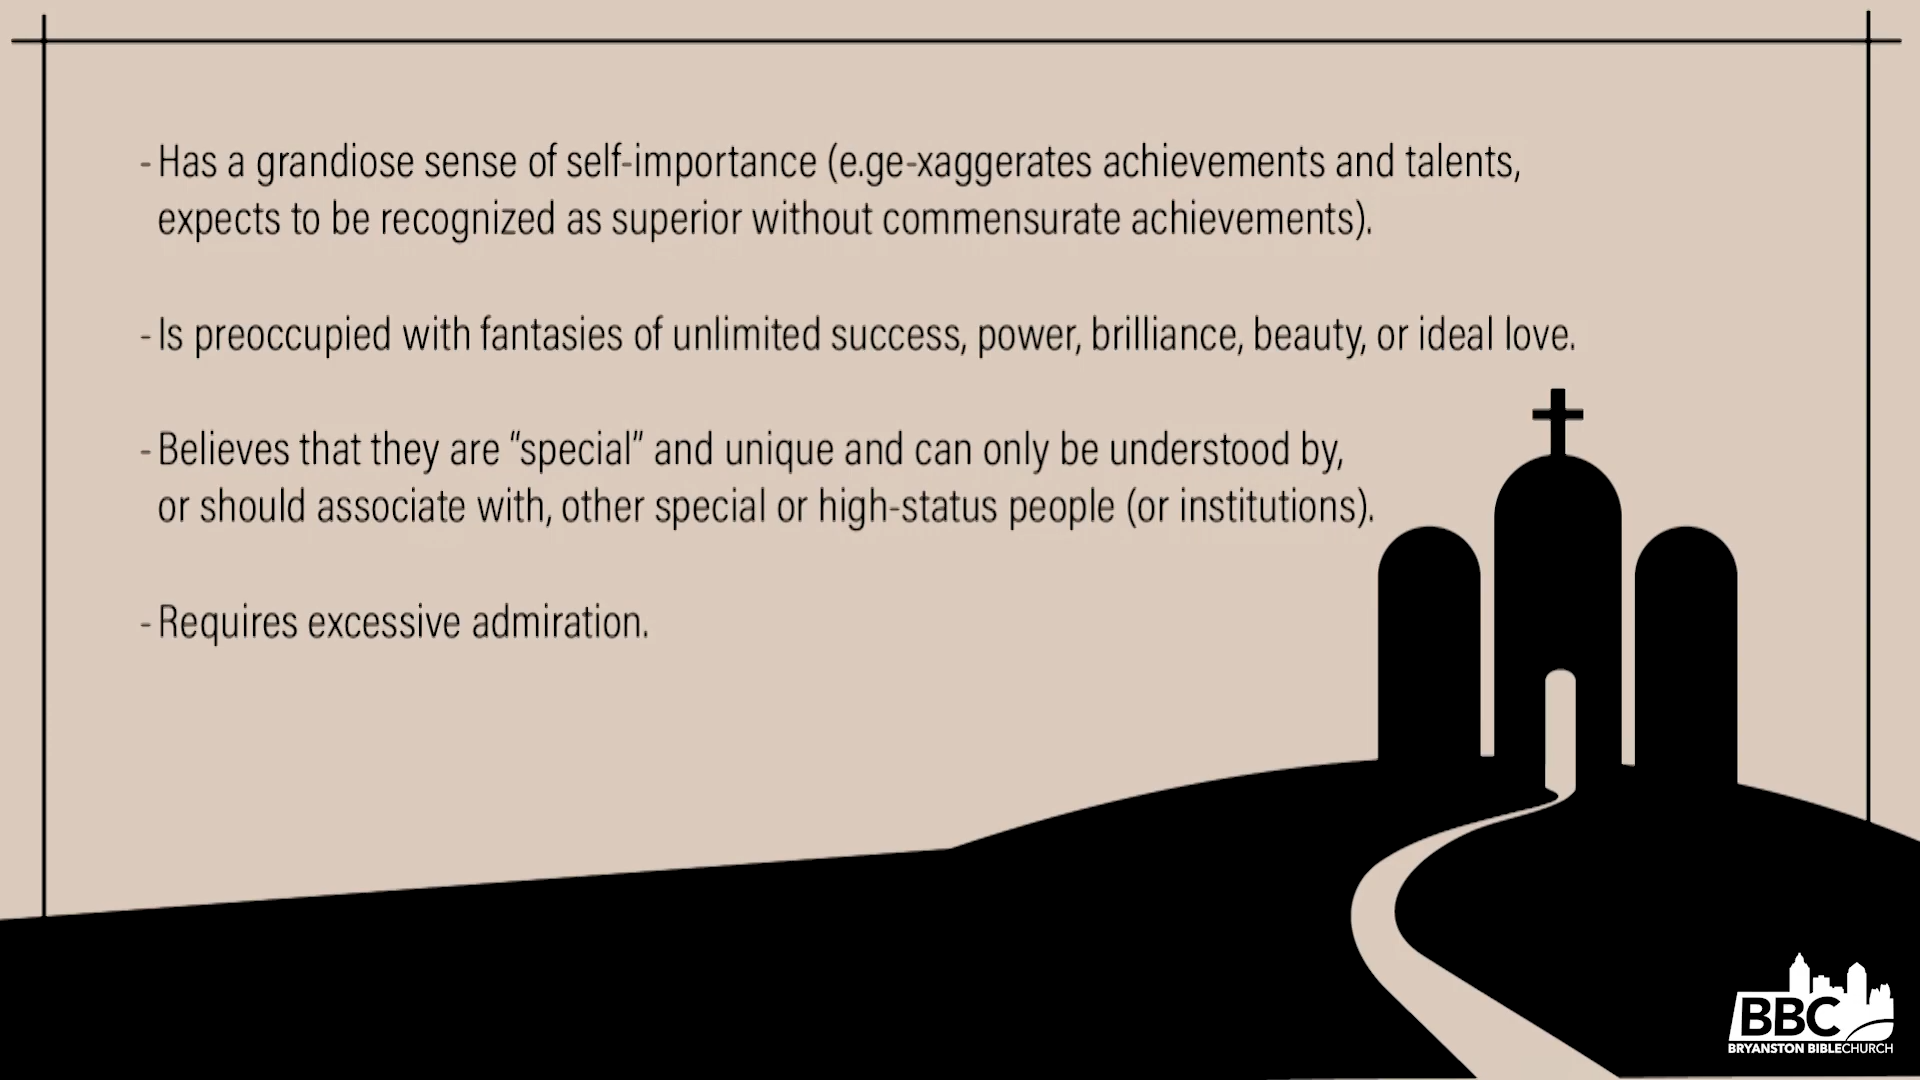 - Has a grandiose sense of self-importance (e.ge-xaggerates achievements and talents,
expects to be recognized as superior without commensurate achievements).
- Is preoccupied with fantasies of unlimited success, power, brilliance, beauty, or ideal love.
- Believes that they are “special” and unique and can only be understood by,
or should associate with, other special or high-status people (or institutions).
- Requires excessive admiration.
BBC
BRYANSTON BIBLECHURCH